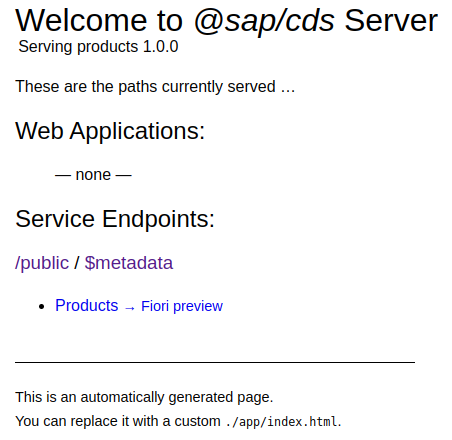 Welcome to @sap/cds Server
Serving products 1.0.0
These are the paths currently served …
Web Applications:
— none —
Service Endpoints:
/public / $metadata
• Products → Fiori preview
This is an automatically generated page.
You can replace it with a custom ./app/index.html.